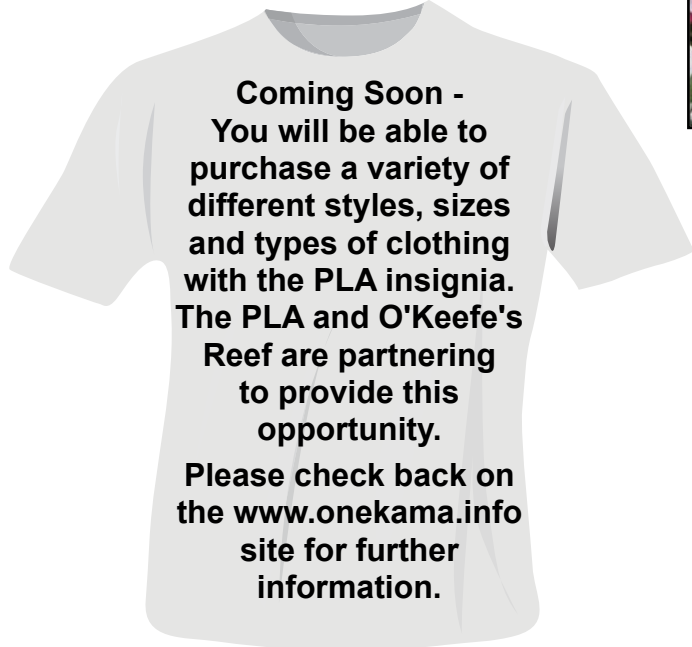 Coming Soon -
You will be able to
purchase a variety of
different styles, sizes
and types of clothing
with the PLA insignia.
The PLA and O'Keefe's
Reef are partnering
to provide this
opportunity.
Please check back on
the www.onekama.info
site for further
information.